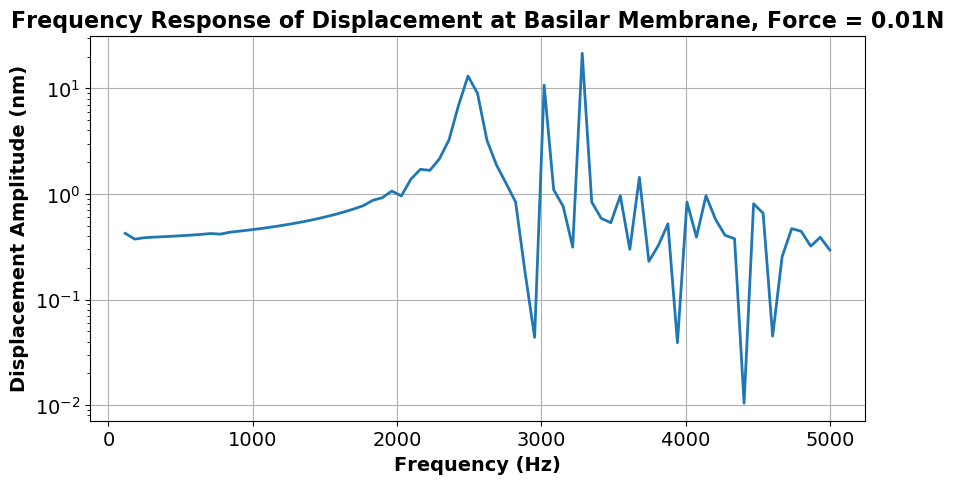 Frequency Response of Displacement at Basilar Membrane, Force = 0.01N
Displacement Amplitude (nm)
10¹
10⁰
10⁻¹
10⁻²
0 1000 2000 3000 4000 5000
Frequency (Hz)